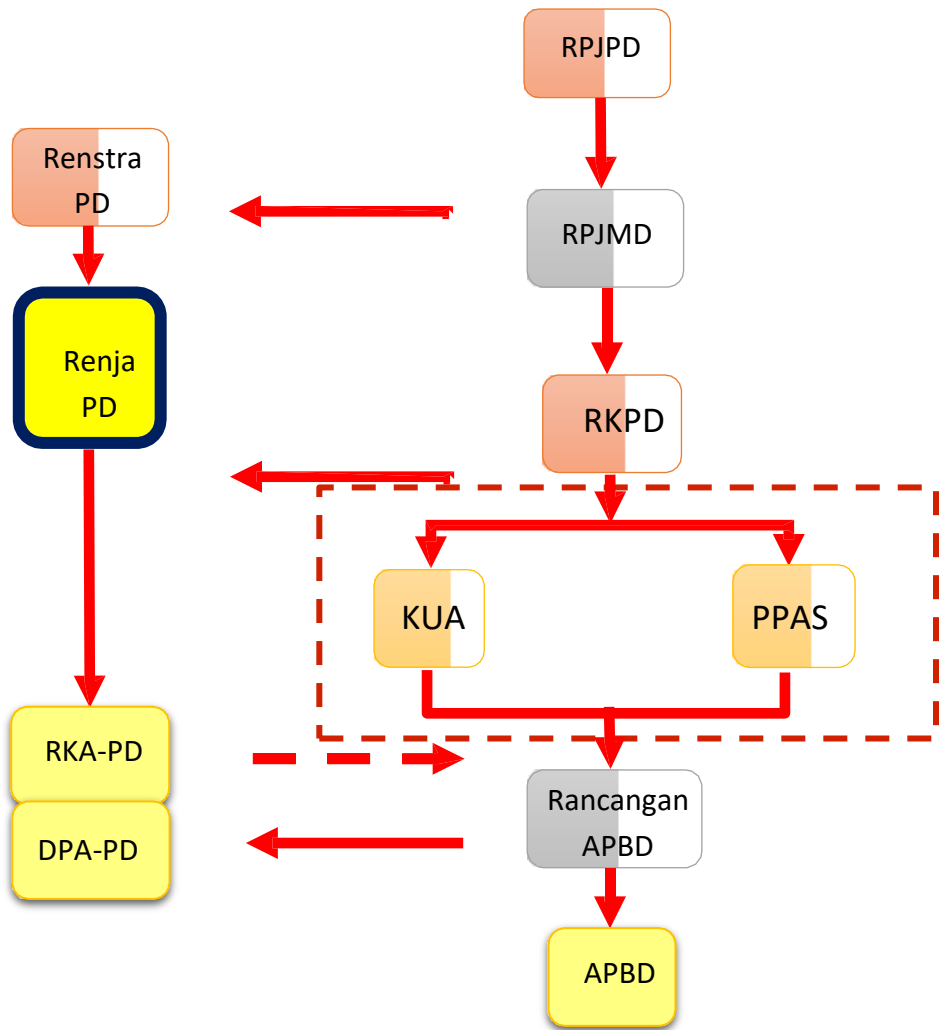 RPJPD
Renstra
PD
RPJMD
Renja
PD
RKPD
KUA
PPAS
RKA-PD
Rancangan
APBD
DPA-PD
APBD